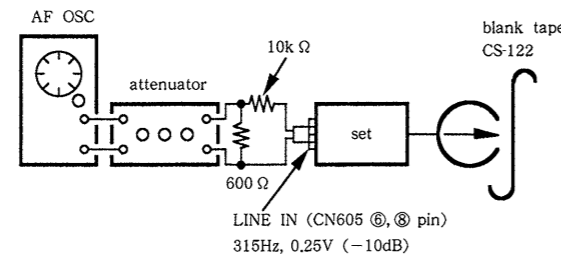 AF OSC
attenuator
10k Ω
600 Ω
set
blank tape
CS-122
LINE IN (CN605 ⑥, ⑧ pin)
315Hz, 0.25V (−10dB)